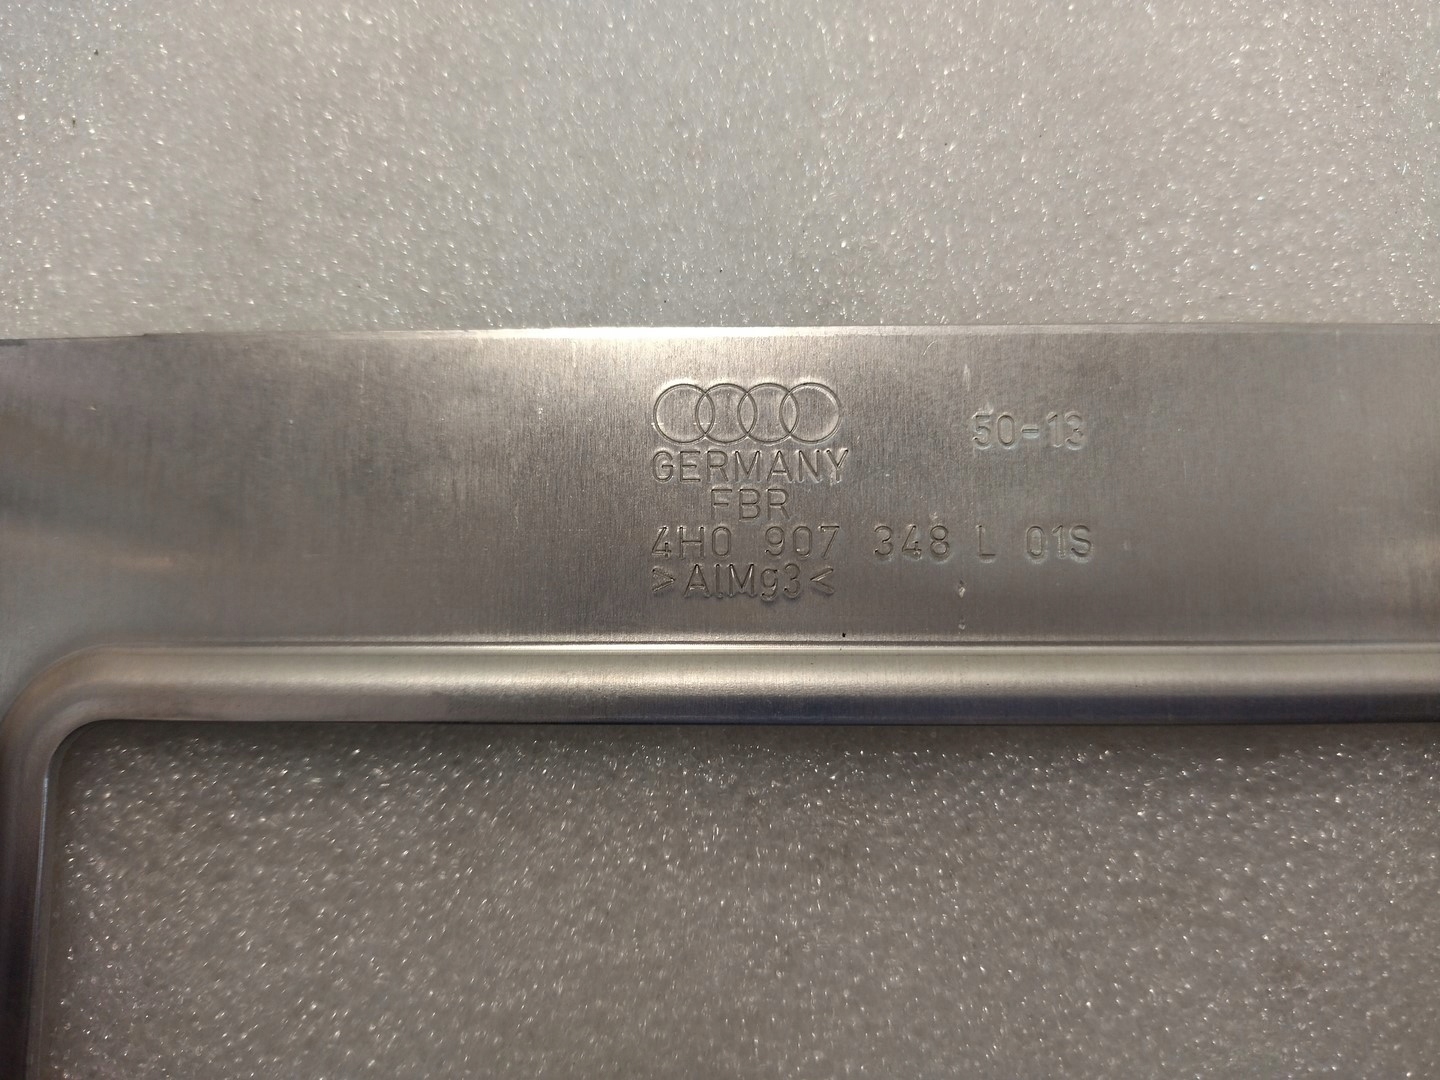 50-13
GERMANY
FBR
4H0 907 348 L 01S
>AlMg3<